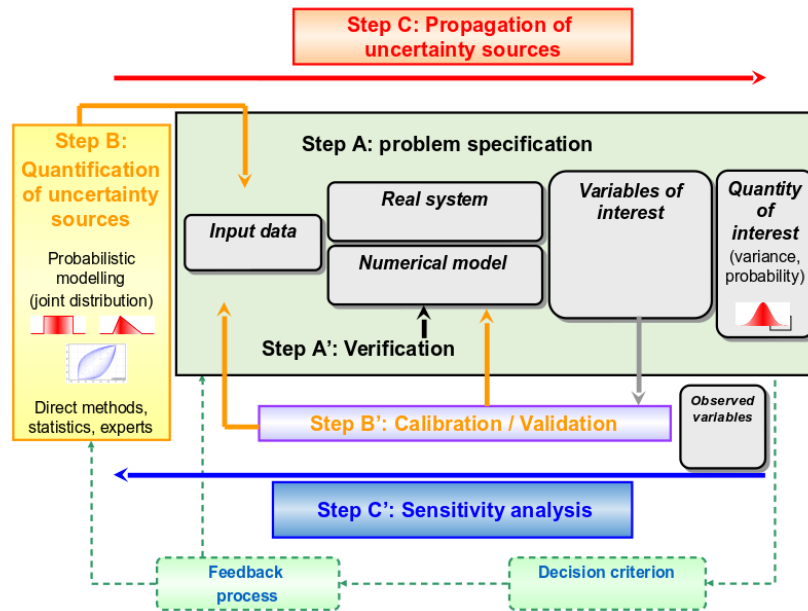 Step C: Propagation of
uncertainty sources
Step B:
Quantification
of uncertainty
sources
Probabilistic
modelling
(joint distribution)
Direct methods,
statistics, experts
Step A: problem specification
Input data
Real system
Numerical model
Variables of
interest
Quantity
of
interest
(variance,
probability)
Step A’: Verification
Step B’: Calibration / Validation
Observed
variables
Step C’: Sensitivity analysis
Feedback
process
Decision criterion